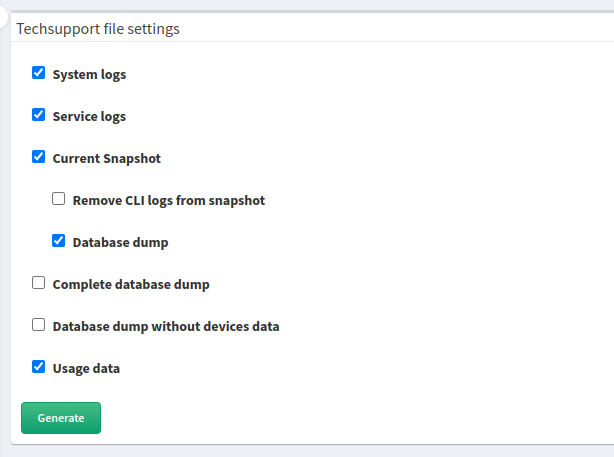 Techsupport file settings
System logs
Service logs
Current Snapshot
Remove CLI logs from snapshot
Database dump
Complete database dump
Database dump without devices data
Usage data
Generate